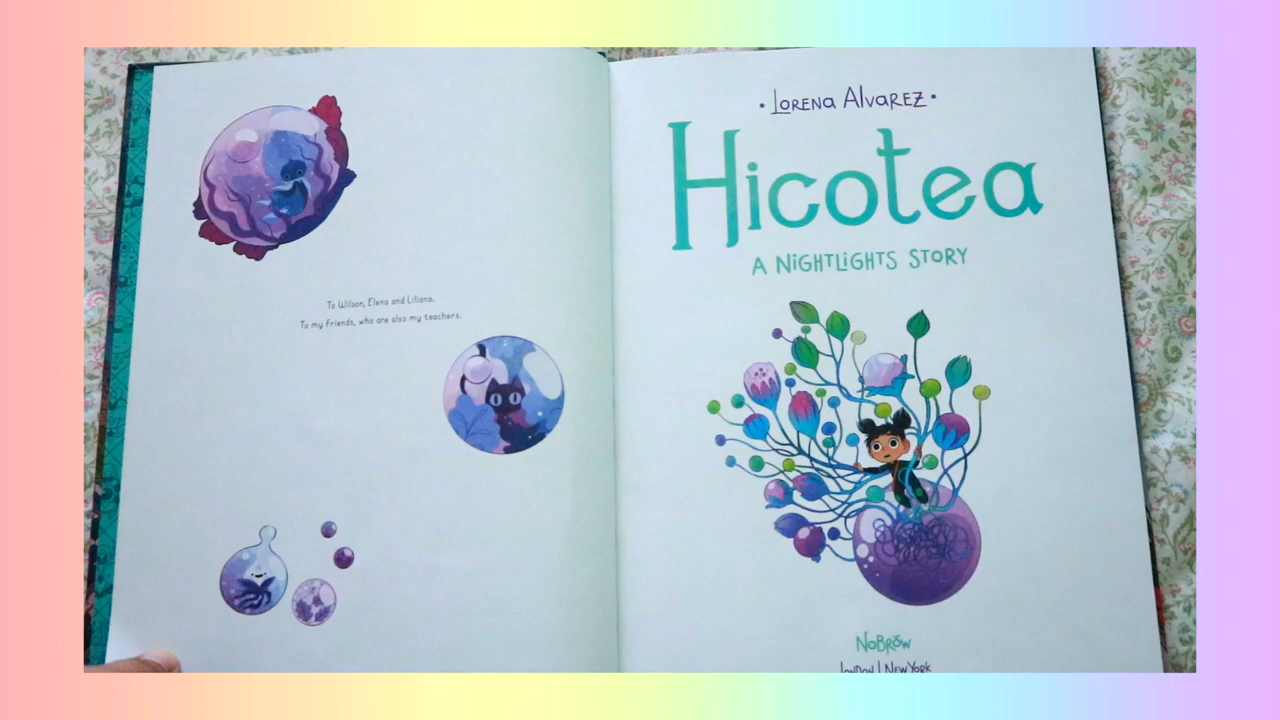 To Wilson, Elena and Liliana.
To my friends, who are also my teachers.
• Lorena Alvarez •
Hicotea
A Nightlights Story
NoBrow
London | New York